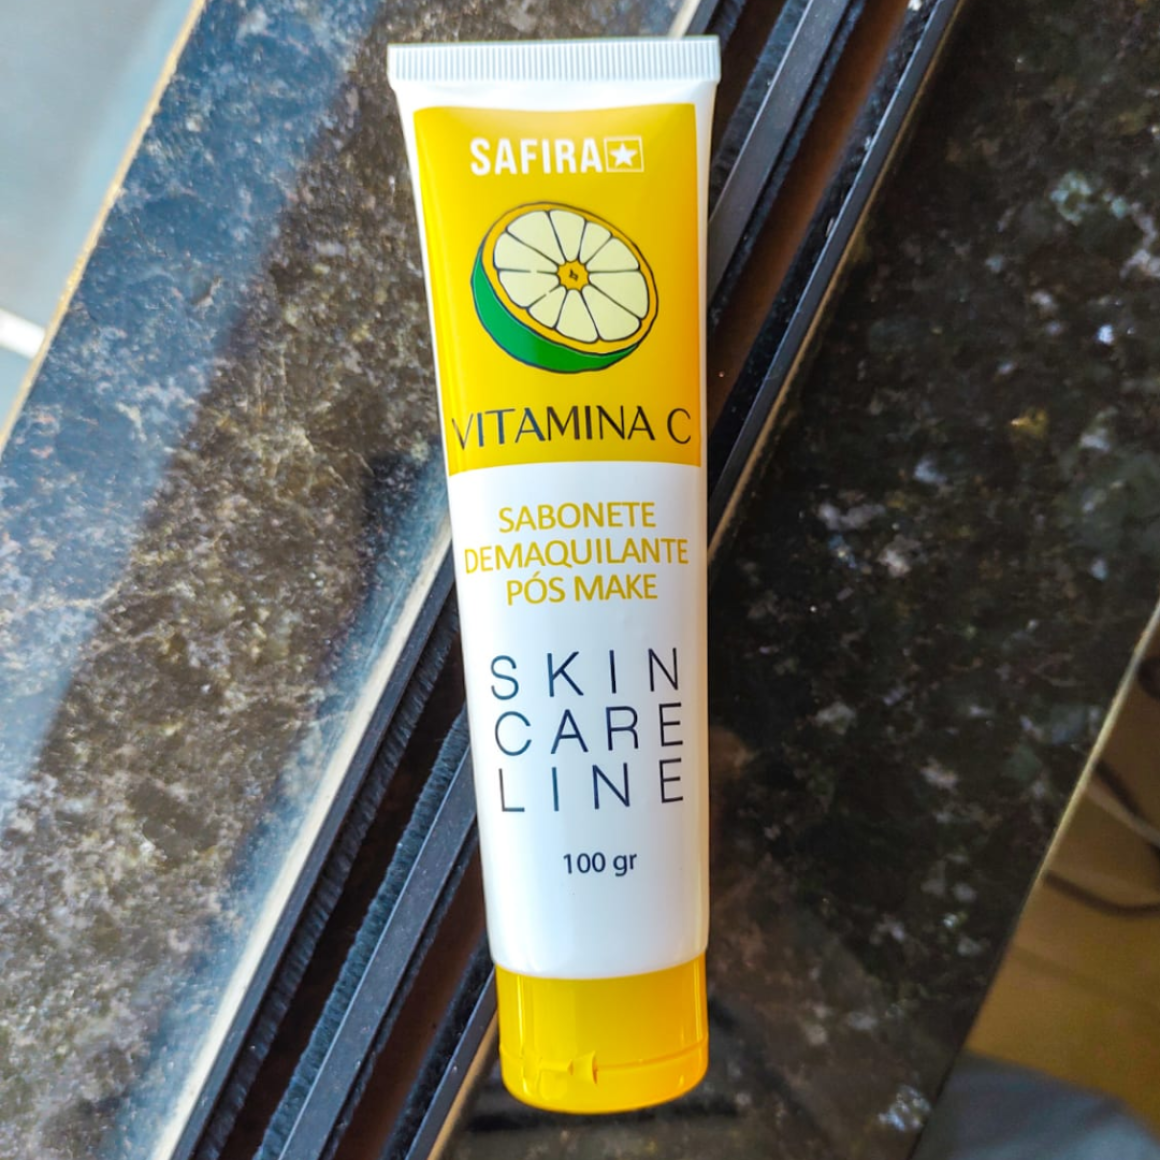 SAFIRA
VITAMINA C
SABONETE
DEMAQUILANTE
PÓS MAKE
SKIN
CARE
LINE
100 gr